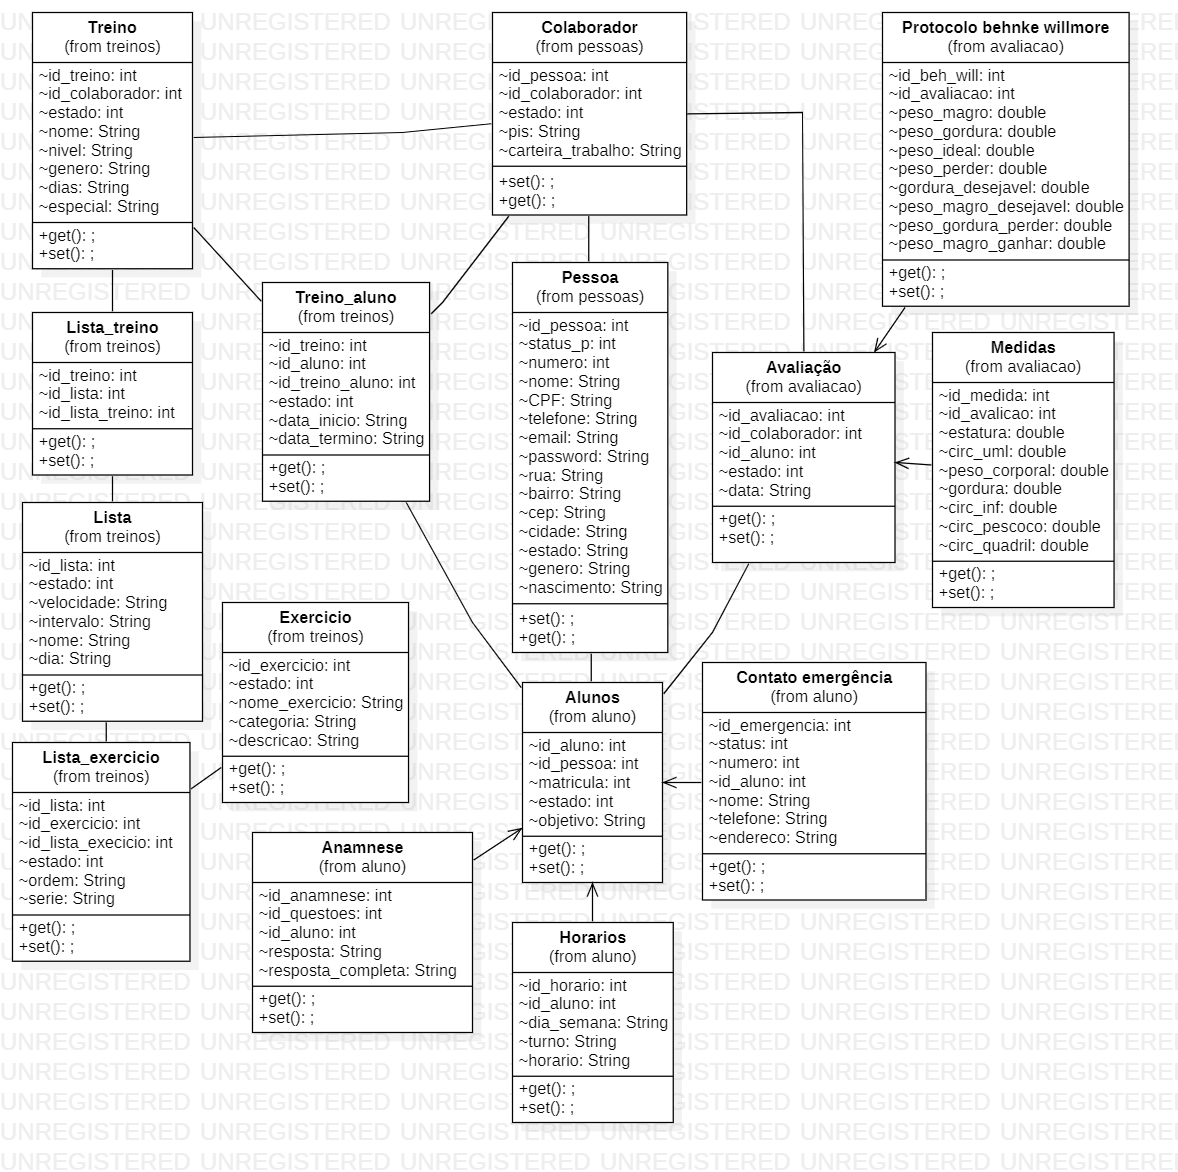 Treino
(from treinos)
~id_treino: int
~id_colaborador: int
~estado: int
~nome: String
~nivel: String
~genero: String
~dias: String
~especial: String
+get(): ;
+set(): ;
Colaborador
(from pessoas)
~id_pessoa: int
~id_colaborador: int
~estado: int
~pis: String
~carteira_trabalho: String
+set(): ;
+get(): ;
Protocolo behnke willmore
(from avaliacao)
~id_beh_will: int
~id_avaliacao: int
~peso_magro: double
~peso_gordura: double
~peso_ideal: double
~peso_perder: double
~gordura_desejavel: double
~peso_magro_desejavel: double
~peso_gordura_perder: double
~peso_magro_ganhar: double
+get(): ;
+set(): ;
Lista_treino
(from treinos)
~id_treino: int
~id_lista: int
~id_lista_treino: int
+get(): ;
+set(): ;
Treino_aluno
(from treinos)
~id_treino: int
~id_aluno: int
~id_treino_aluno: int
~estado: int
~data_inicio: String
~data_termino: String
+get(): ;
+set(): ;
Pessoa
(from pessoas)
~id_pessoa: int
~status_p: int
~numero: int
~nome: String
~CPF: String
~telefone: String
~email: String
~password: String
~rua: String
~bairro: String
~cep: String
~cidade: String
~estado: String
~genero: String
~nascimento: String
+set(): ;
+get(): ;
Avaliação
(from avaliacao)
~id_avaliacao: int
~id_colaborador: int
~id_aluno: int
~estado: int
~data: String
+get(): ;
+set(): ;
Medidas
(from avaliacao)
~id_medida: int
~id_avalicao: int
~estatura: double
~circ_uml: double
~peso_corporal: double
~gordura: double
~circ_inf: double
~circ_pescoco: double
~circ_quadril: double
+get(): ;
+set(): ;
Lista
(from treinos)
~id_lista: int
~estado: int
~velocidade: String
~intervalo: String
~nome: String
~dia: String
+get(): ;
+set(): ;
Exercicio
(from treinos)
~id_exercicio: int
~estado: int
~nome_exercicio: String
~categoria: String
~descricao: String
+get(): ;
+set(): ;
Alunos
(from aluno)
~id_aluno: int
~id_pessoa: int
~matricula: int
~estado: int
~objetivo: String
+get(): ;
+set(): ;
Contato emergência
(from aluno)
~id_emergencia: int
~status: int
~numero: int
~id_aluno: int
~nome: String
~telefone: String
~endereco: String
+get(): ;
+set(): ;
Lista_exercicio
(from treinos)
~id_lista: int
~id_exercicio: int
~id_lista_execicio: int
~estado: int
~ordem: String
~serie: String
+get(): ;
+set(): ;
Anamnese
(from aluno)
~id_anamnese: int
~id_questoes: int
~id_aluno: int
~resposta: String
~resposta_completa: String
+get(): ;
+set(): ;
Horarios
(from aluno)
~id_horario: int
~id_aluno: int
~dia_semana: String
~turno: String
~horario: String
+get(): ;
+set(): ;
UNREGISTERED